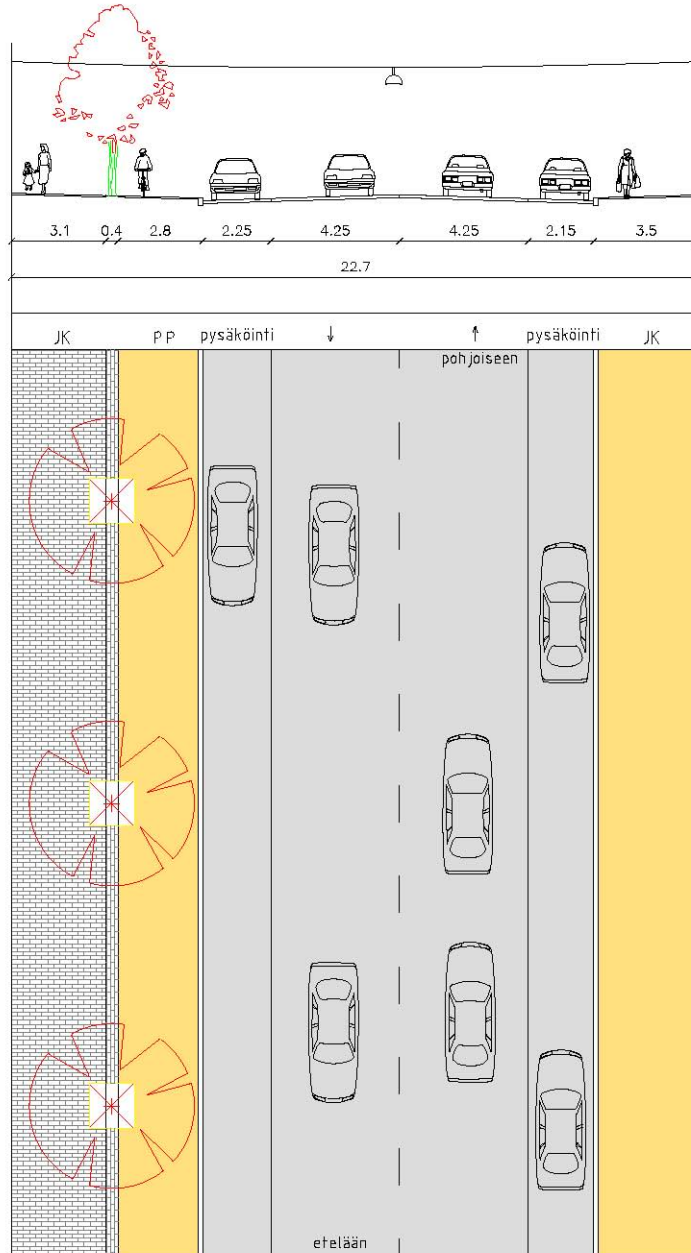 3.1 0.4 2.8 2.25 4.25 4.25 2.15 3.5
22.7
JK PP pysäköinti ↓ ↑ pysäköinti JK
pohjoiseen
etelään